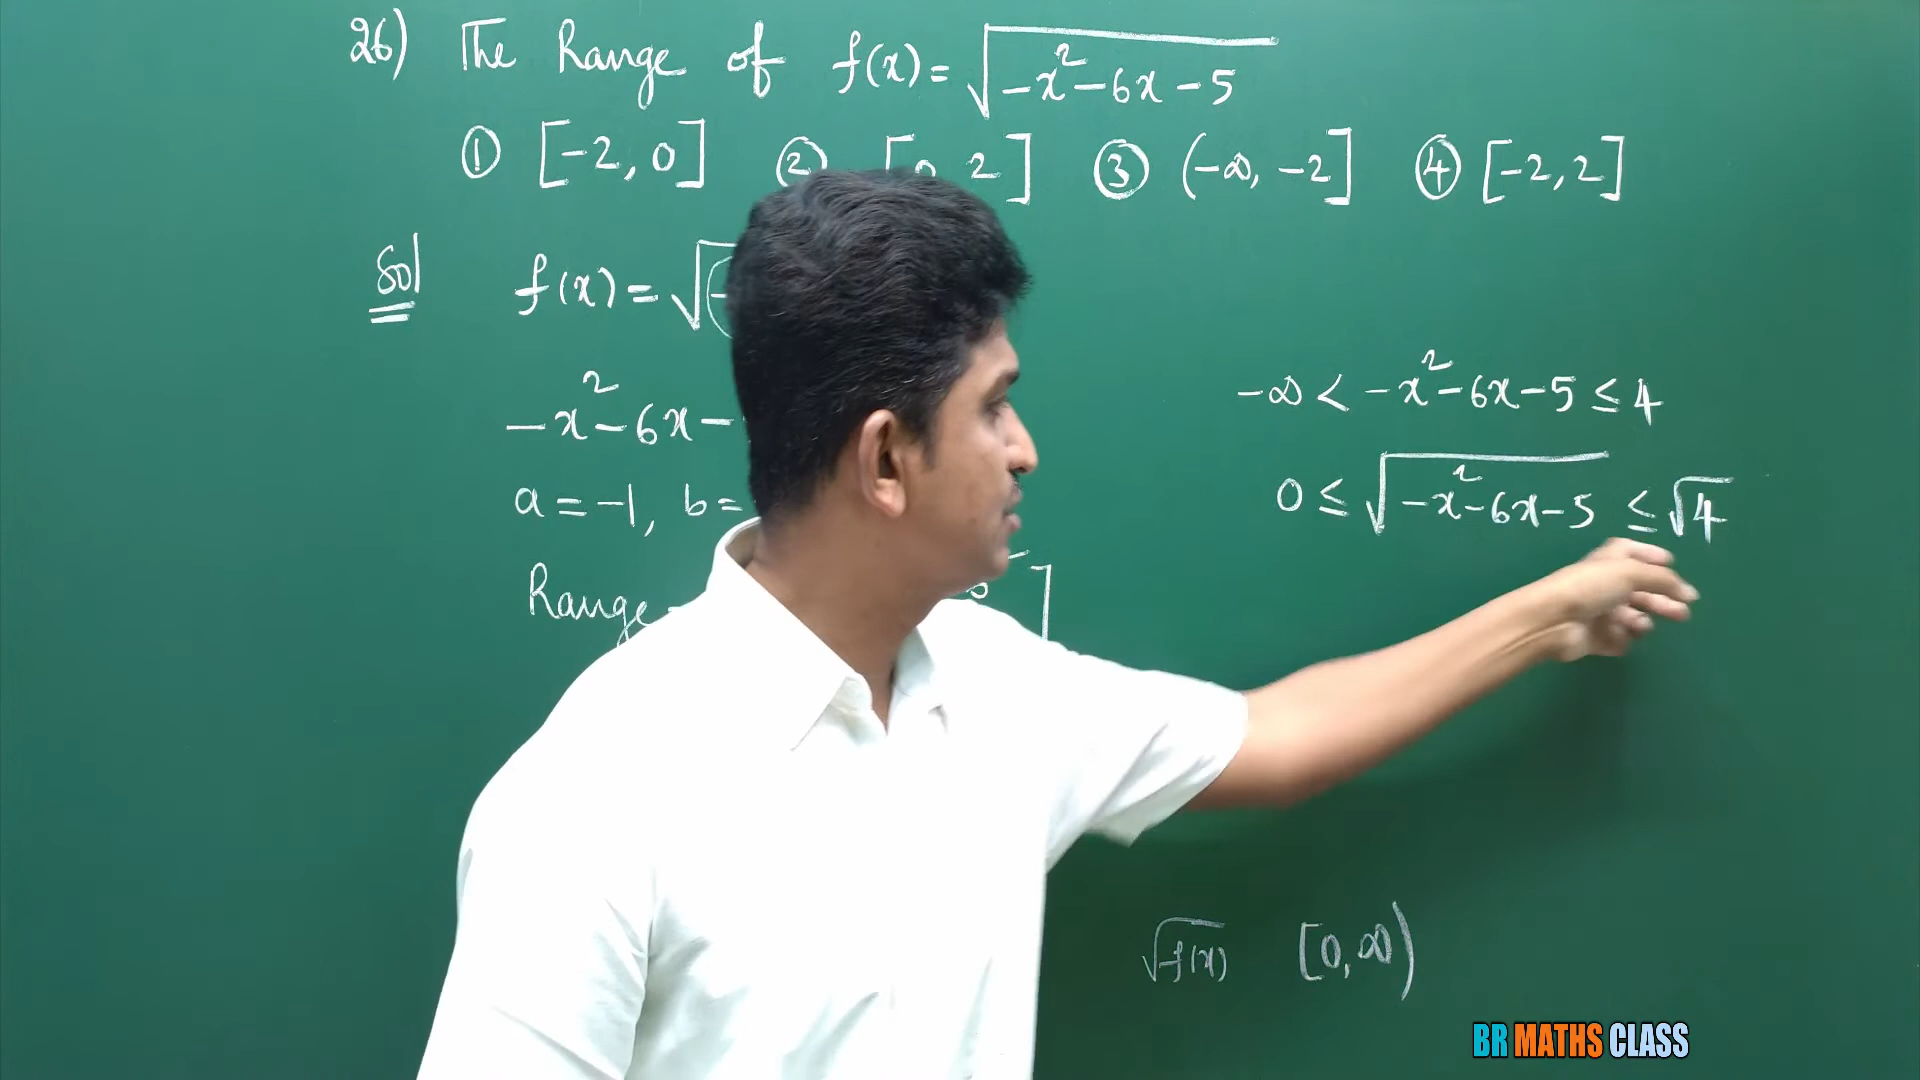 26) The Range of f(x) = √(-x² - 6x - 5)
① [-2, 0] ② [0, 2] ③ (-∞, -2] ④ [-2, 2]
Sol f(x) = √(-
-x² - 6x -
a = -1, b =
Range
-∞ < -x² - 6x - 5 ≤ 4
0 ≤ √(-x² - 6x - 5) ≤ √4
√f(x) [0, ∞)
BR MATHS CLASS